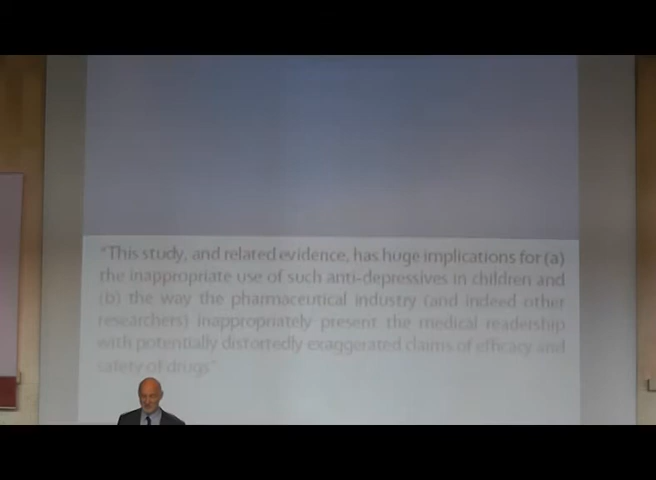 "This study, and related evidence, has huge implications for (a)
the inappropriate use of such anti-depressives in children and
(b) the way the pharmaceutical industry (and indeed other
researchers) inappropriately present the medical readership
with potentially distortedly exaggerated claims of efficacy and
safety of drugs"